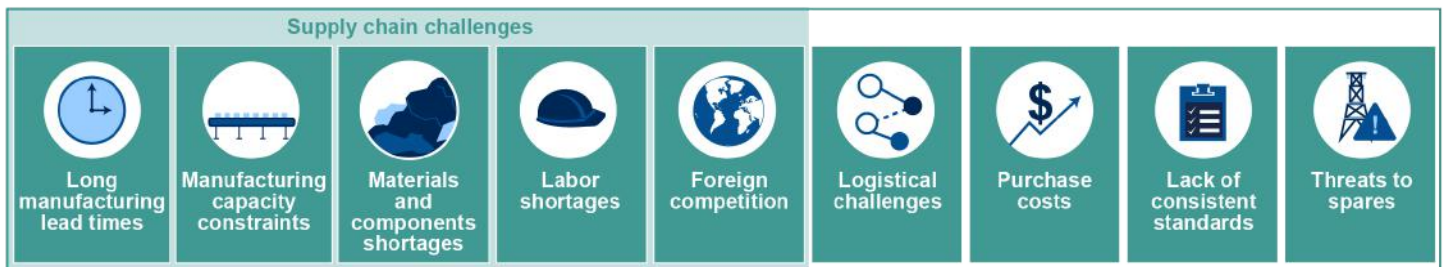 Supply chain challenges
Long
manufacturing
lead times
Manufacturing
capacity
constraints
Materials
and
components
shortages
Labor
shortages
Foreign
competition
Logistical
challenges
Purchase
costs
Lack of
consistent
standards
Threats to
spares